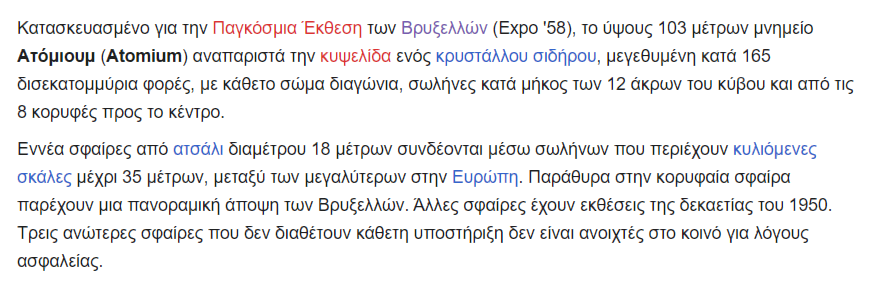 Κατασκευασμένο για την Παγκόσμια Έκθεση των Βρυξελλών (Expo '58), το ύψους 103 μέτρων μνημείο
Ατόμιουμ (Atomium) αναπαριστά την κυψελίδα ενός κρυστάλλου σιδήρου, μεγεθυμένη κατά 165
δισεκατομμύρια φορές, με κάθετο σώμα διαγώνια, σωλήνες κατά μήκος των 12 άκρων του κύβου και από τις
8 κορυφές προς το κέντρο.
Εννέα σφαίρες από ατσάλι διαμέτρου 18 μέτρων συνδέονται μέσω σωλήνων που περιέχουν κυλιόμενες
σκάλες μέχρι 35 μέτρων, μεταξύ των μεγαλύτερων στην Ευρώπη. Παράθυρα στην κορυφαία σφαίρα
παρέχουν μια πανοραμική άποψη των Βρυξελλών. Άλλες σφαίρες έχουν εκθέσεις της δεκαετίας του 1950.
Τρεις ανώτερες σφαίρες που δεν διαθέτουν κάθετη υποστήριξη δεν είναι ανοιχτές στο κοινό για λόγους
ασφαλείας.